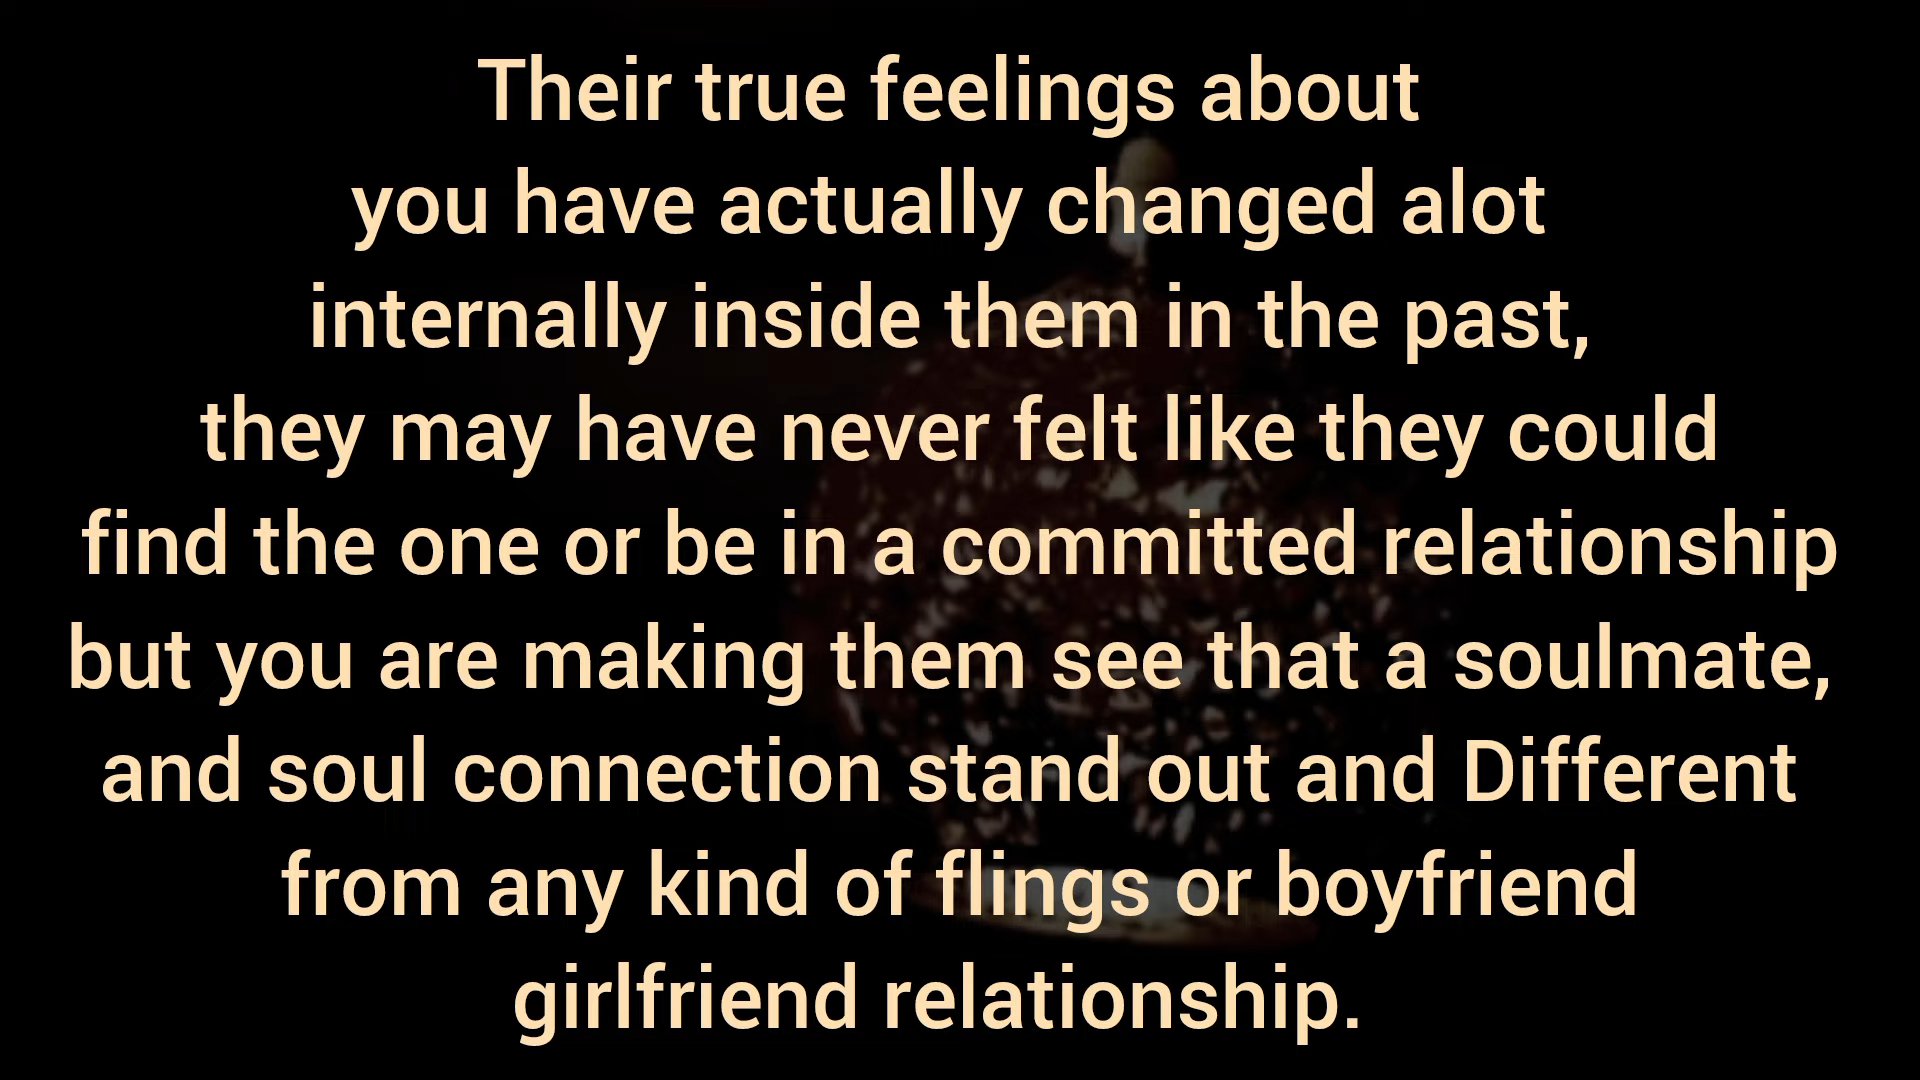 Their true feelings about
you have actually changed alot
internally inside them in the past,
they may have never felt like they could
find the one or be in a committed relationship
but you are making them see that a soulmate,
and soul connection stand out and Different
from any kind of flings or boyfriend
girlfriend relationship.